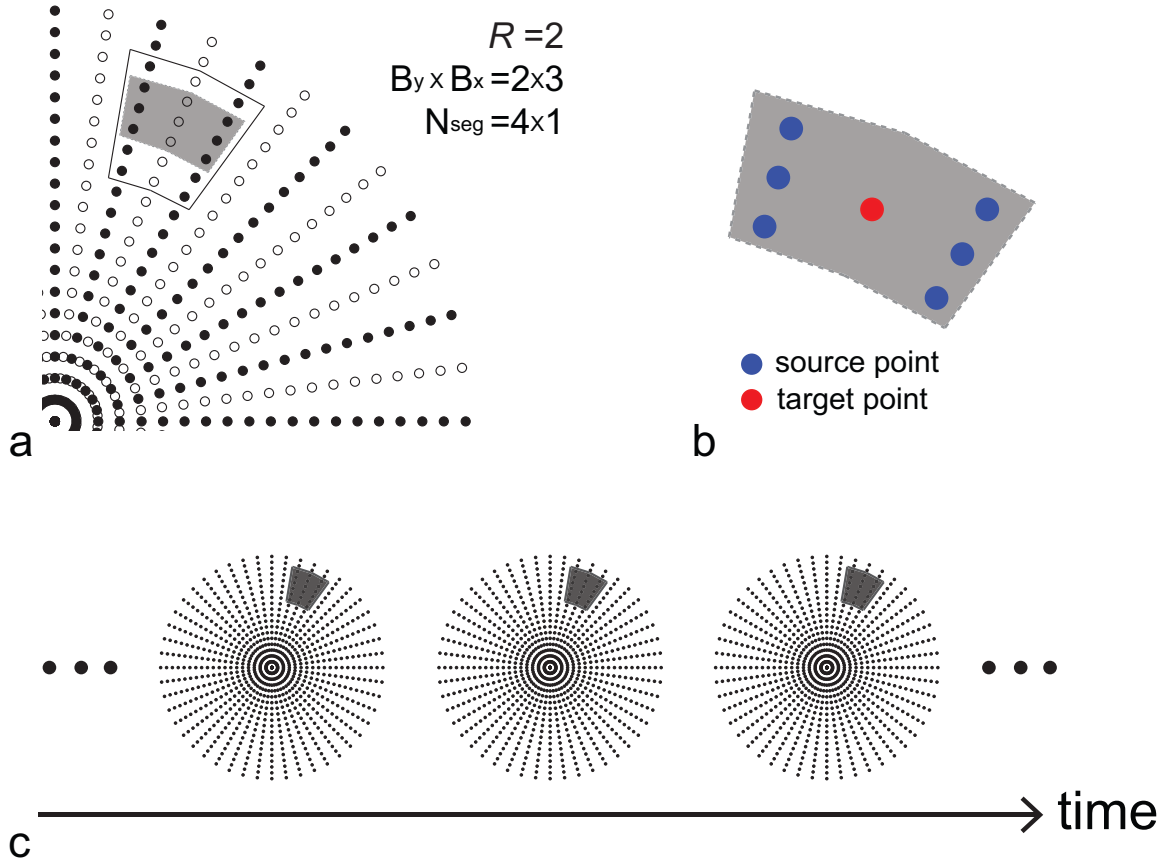 R =2
By x Bx =2x3
Nseg =4x1
a
source point
target point
b
time
c